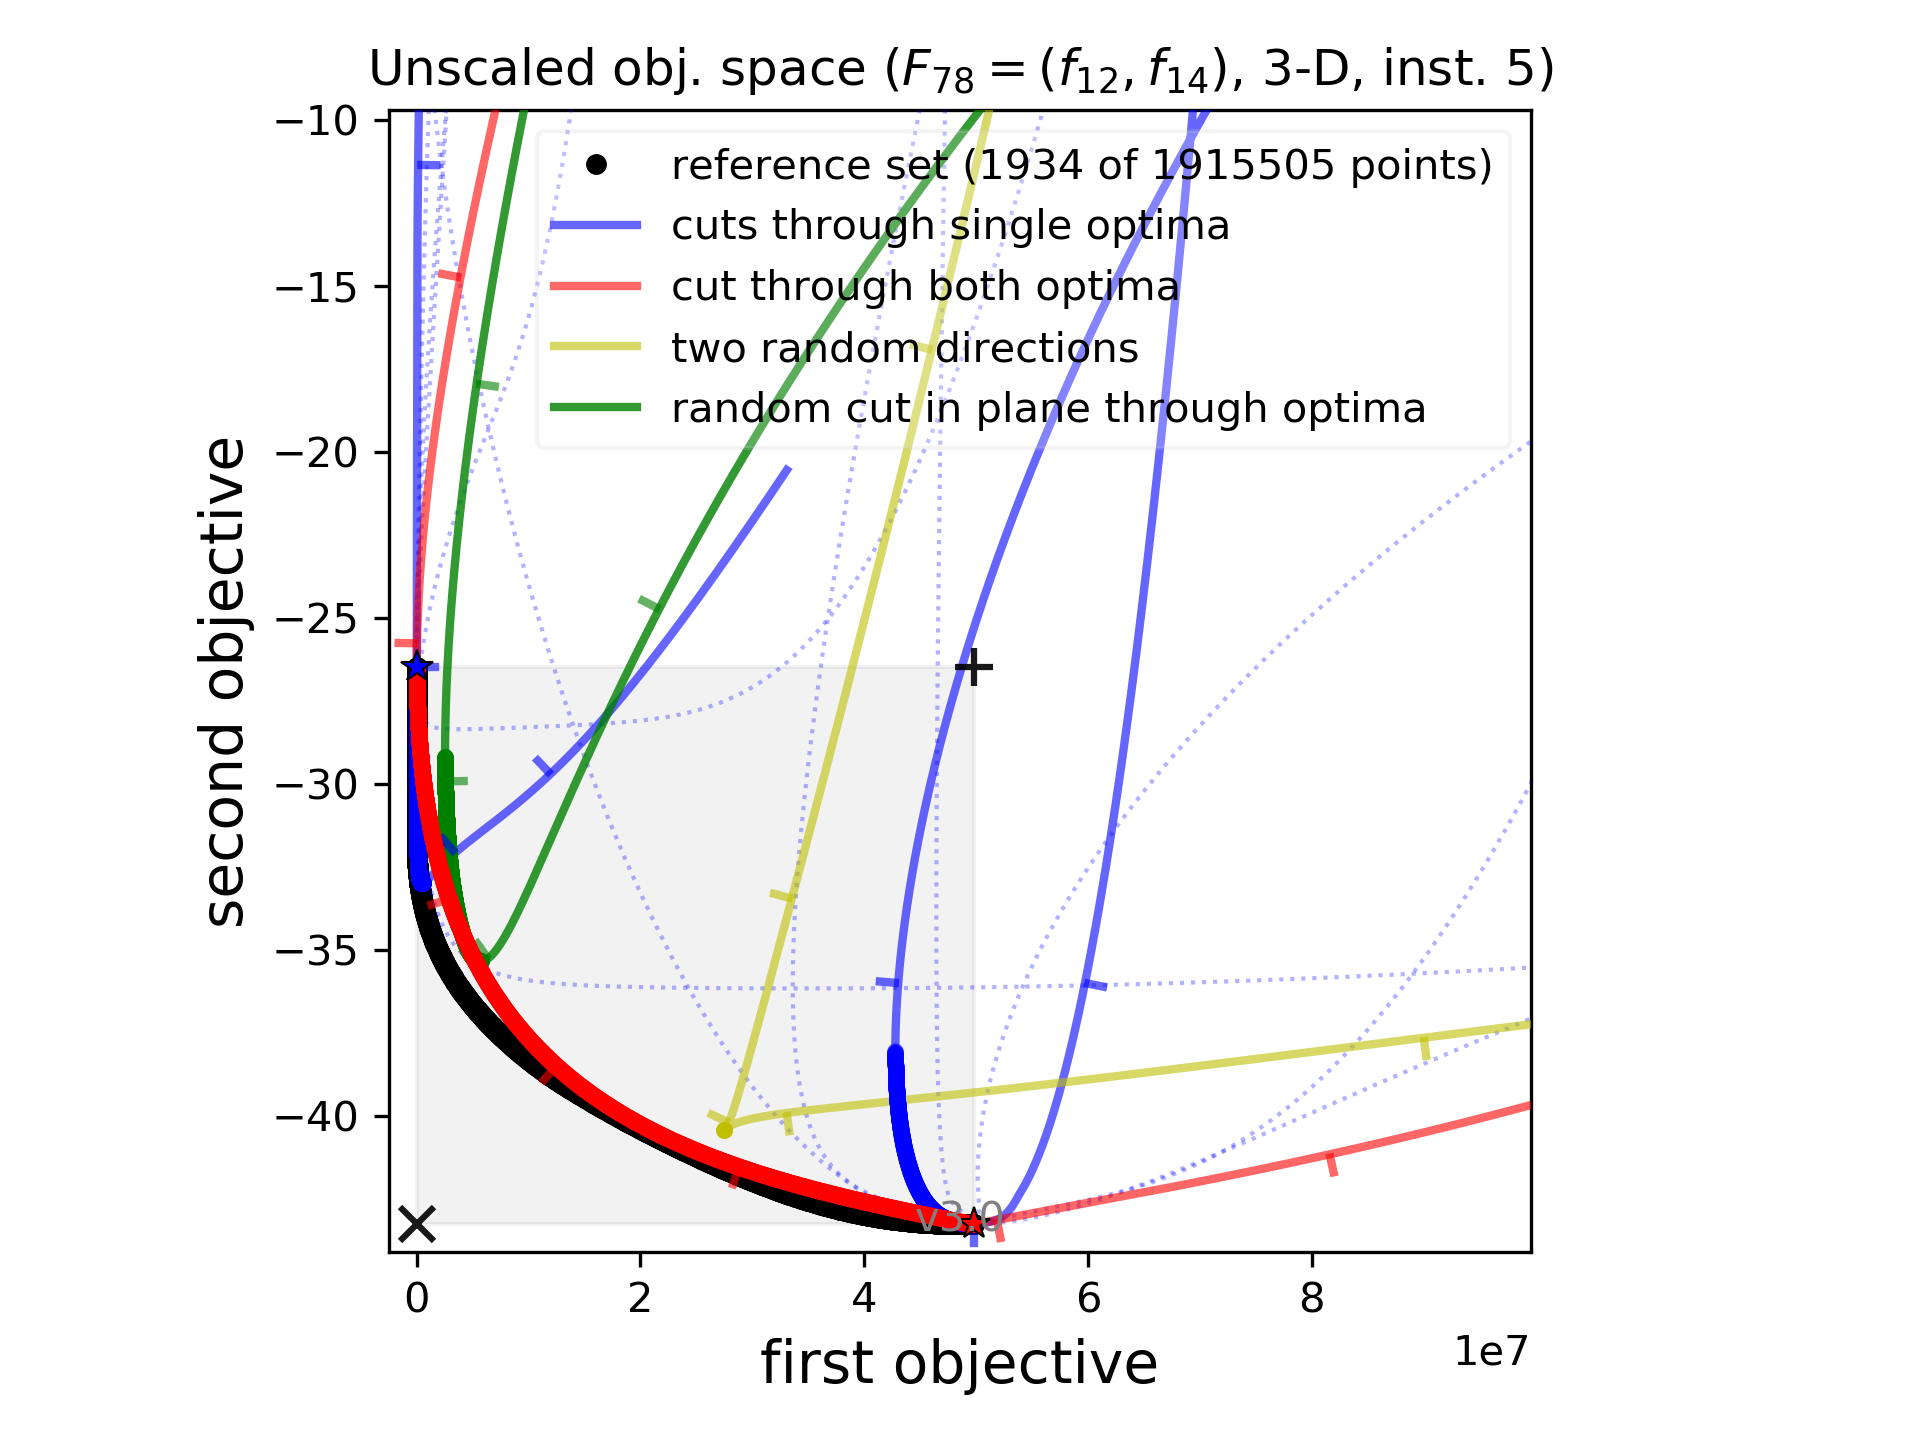 Unscaled obj. space (F78 = (f12, f14), 3-D, inst. 5)
−10
−15
−20
−25
−30
−35
−40
second objective
reference set (1934 of 1915505 points)
cuts through single optima
cut through both optima
two random directions
random cut in plane through optima
v3.0
0 2 4 6 8
1e7
first objective